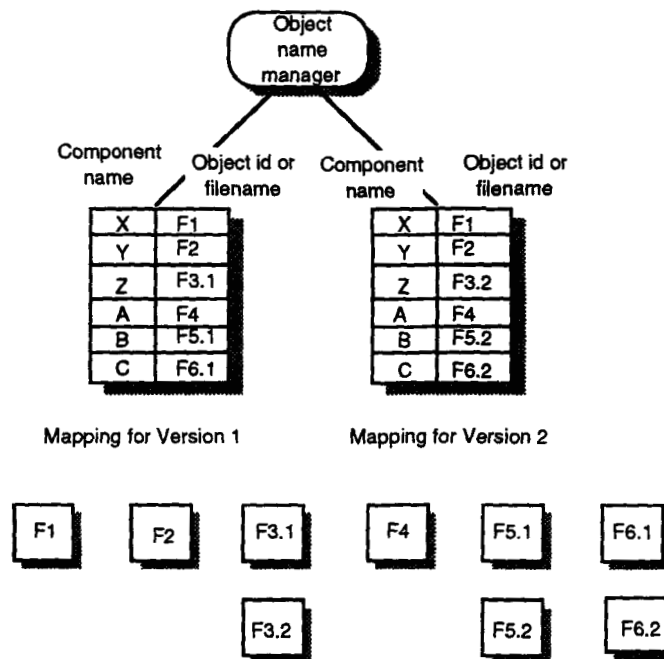 Object
name
manager
Component
name
Object id or
filename
Component
name
Object id or
filename
X F1
Y F2
Z F3.1
A F4
B F5.1
C F6.1
X F1
Y F2
Z F3.2
A F4
B F5.2
C F6.2
Mapping for Version 1
Mapping for Version 2
F1 F2 F3.1 F4 F5.1 F6.1
F3.2 F5.2 F6.2